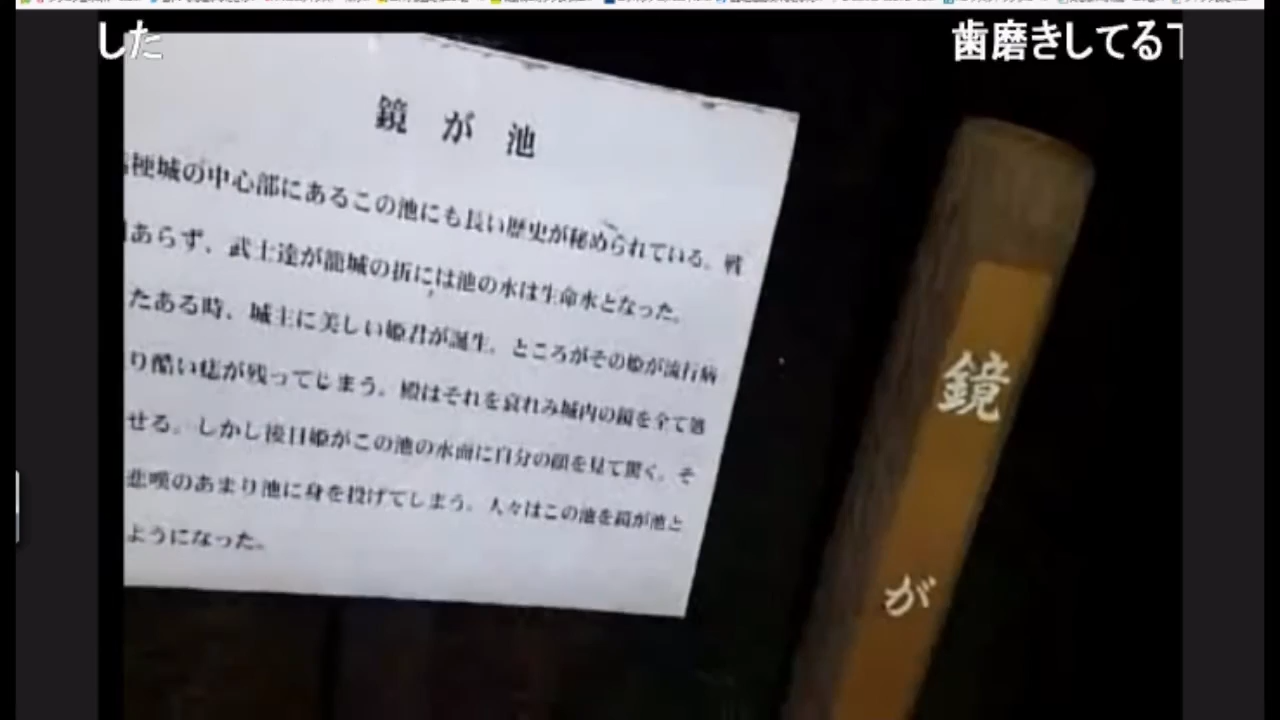 した
歯磨きしてる
鏡が池
梗城の中心部にあるこの池にも長い歴史が秘められている。戦
あらず、武士達が籠城の折には池の水は生命水となった。
たある時、城主に美しい姫君が誕生。ところがその姫が流行病
り酷い痣が残ってしまう。殿はそれを哀れみ城内の鏡を全て処
せる。しかし後日姫がこの池の水面に自分の顔を見て驚く。そ
悲嘆のあまり池に身を投げてしまう。人々はこの池を鏡が池と
ようになった。
鏡
が